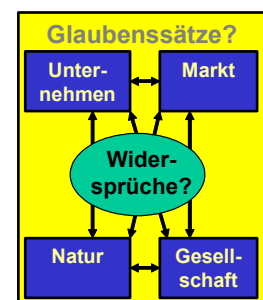 Glaubenssätze?
Unter-
nehmen
Markt
Wider-
sprüche?
Natur
Gesell-
schaft